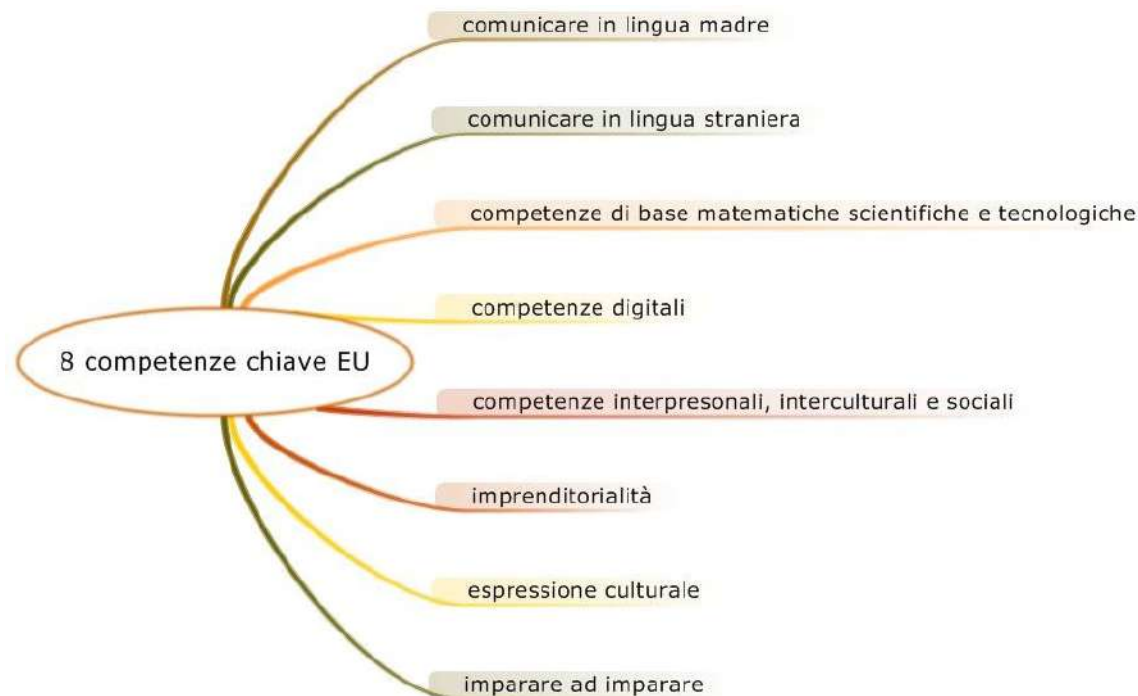 comunicare in lingua madre
comunicare in lingua straniera
competenze di base matematiche scientifiche e tecnologiche
competenze digitali
8 competenze chiave EU
competenze interpresonali, interculturali e sociali
imprenditorialità
espressione culturale
imparare ad imparare